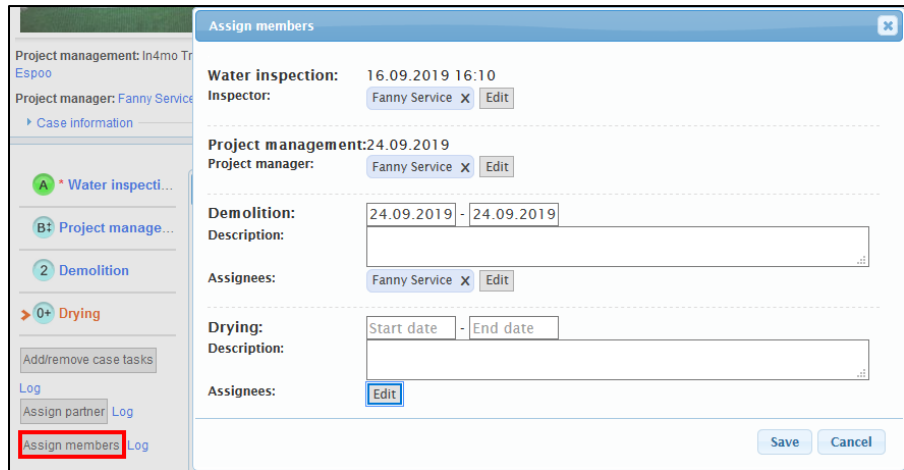 Project management: In4mo Tr
Espoo
Project manager: Fanny Service
Case information
A * Water inspecti...
B‡ Project manage...
2 Demolition
0+ Drying
Add/remove case tasks
Log
Assign partner Log
Assign members Log
Assign members
Water inspection: 16.09.2019 16:10
Inspector: Fanny Service X Edit
Project management:24.09.2019
Project manager: Fanny Service X Edit
Demolition: 24.09.2019 - 24.09.2019
Description:
Assignees: Fanny Service X Edit
Drying: Start date - End date
Description:
Assignees: Edit
Save Cancel